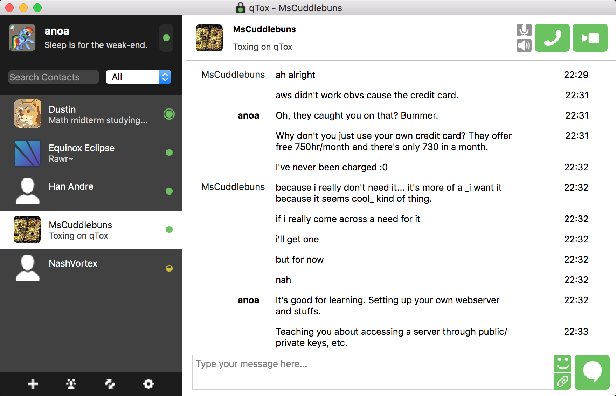 qTox - MsCuddlebuns
anoa
Sleep is for the weak-end.
Search Contacts
All
Dustin
Math midterm studying...
Equinox Eclipse
Rawr~
Han Andre
MsCuddlebuns
Toxing on qTox
NashVortex
MsCuddlebuns
Toxing on qTox
MsCuddlebuns ah alright 22:29
aws didn't work obvs cause the credit card. 22:31
anoa Oh, they caught you on that? Bummer. 22:31
Why don't you just use your own credit card? They offer 22:31
free 750hr/month and there's only 730 in a month.
I've never been charged :0 22:32
MsCuddlebuns because i really don't need it... it's more of a _i want it 22:32
because it seems cool_ kind of thing.
if i really come across a need for it 22:32
i'll get one 22:32
but for now 22:32
nah 22:32
anoa It's good for learning. Setting up your own webserver 22:32
and stuffs.
Teaching you about accessing a server through public/ 22:33
private keys, etc.
Type your message here...